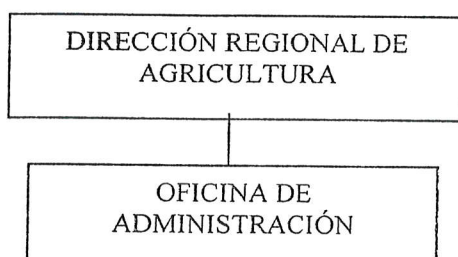 DIRECCIÓN REGIONAL DE
AGRICULTURA
OFICINA DE
ADMINISTRACIÓN